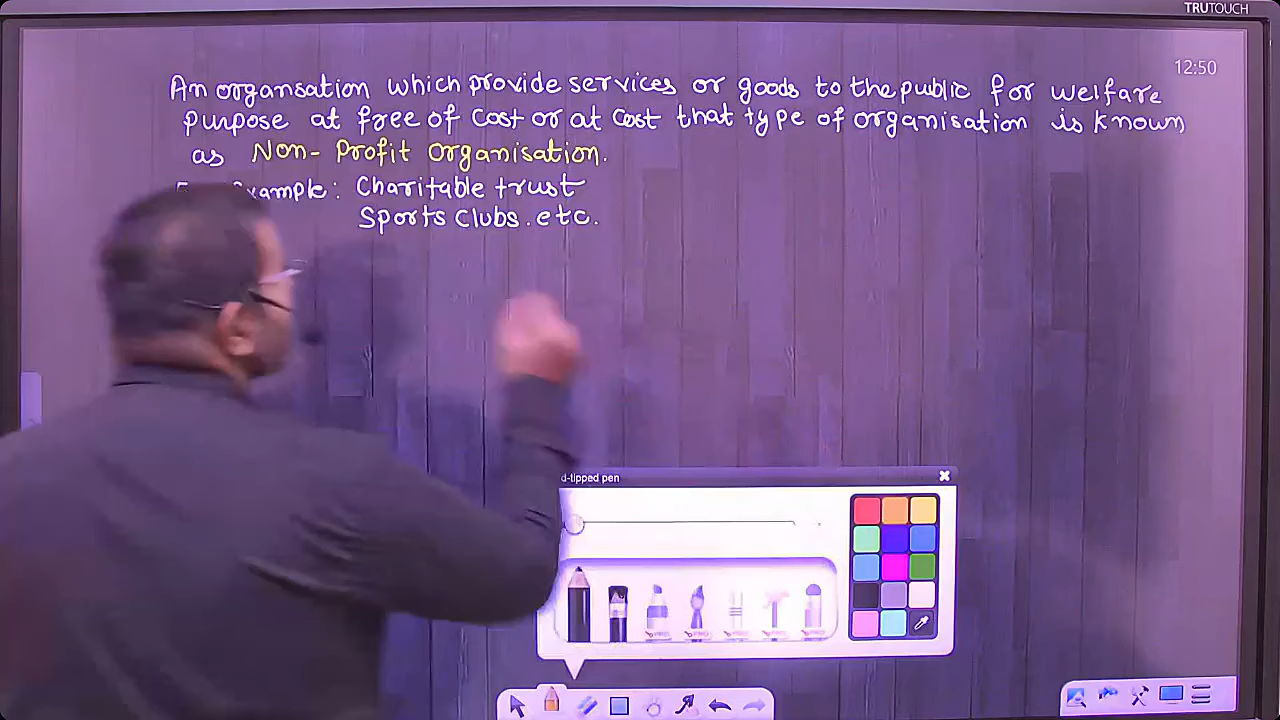 TRUTOUCH
12:50
An organsation which provide services or goods to the public for welfare
purpose at free of cost or at cost that type of organisation is known
as Non-Profit Organisation.
Example: Charitable trust
Sports Clubs. etc.
d-tipped pen